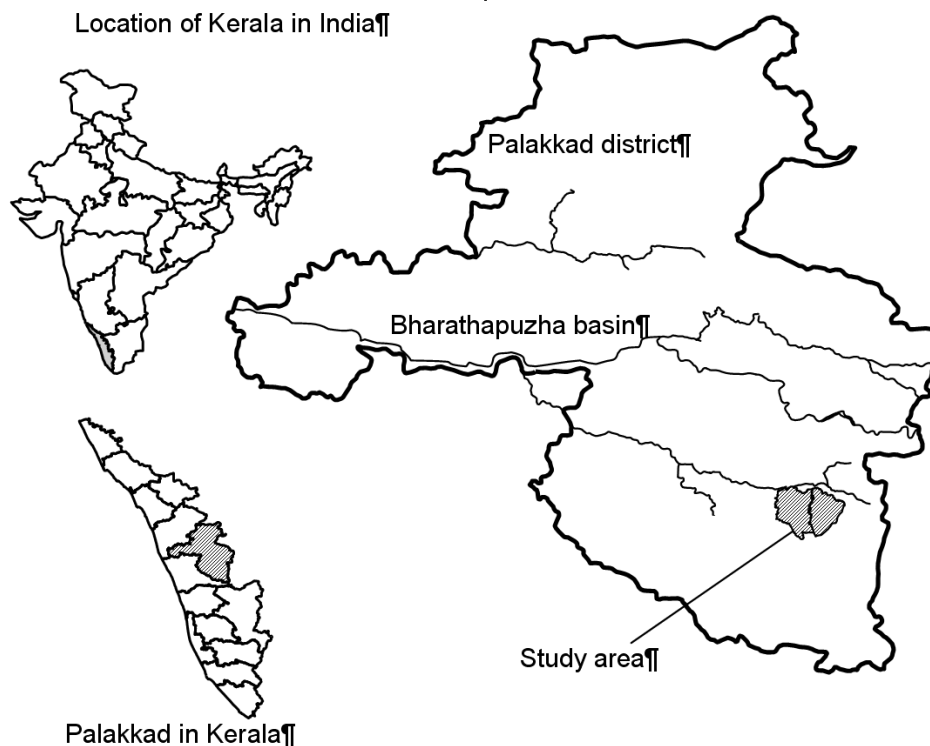 Location of Kerala in India¶
Palakkad district¶
Bharathapuzha basin¶
Study area¶
Palakkad in Kerala¶